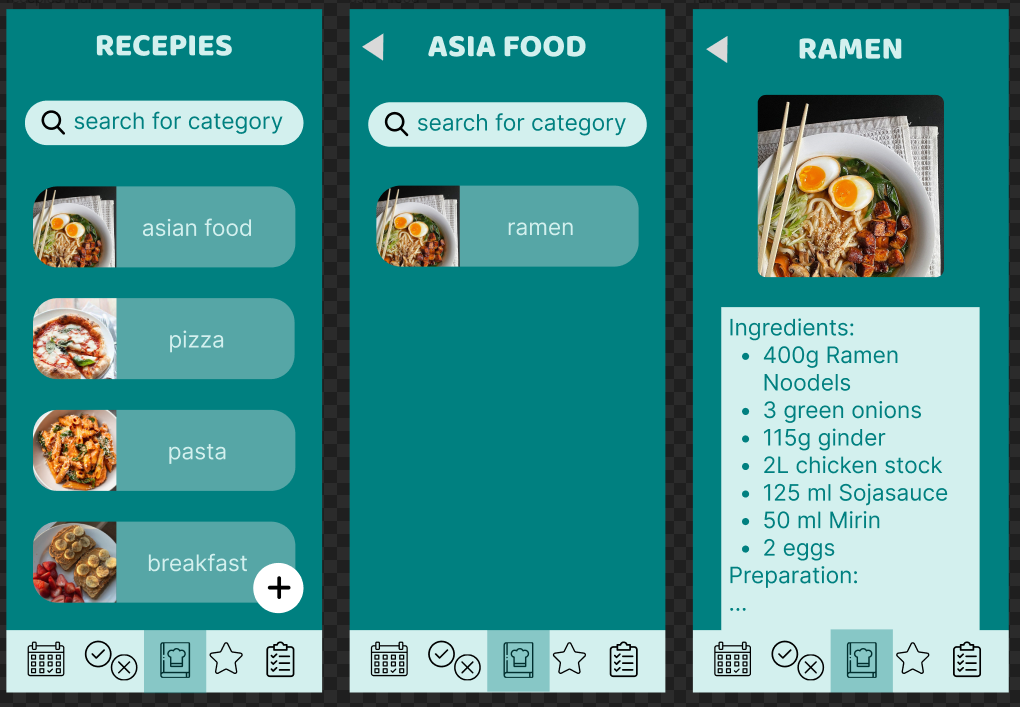 RECEPIES
search for category
asian food
pizza
pasta
breakfast
ASIA FOOD
search for category
ramen
RAMEN
Ingredients:
• 400g Ramen
Noodels
• 3 green onions
• 115g ginder
• 2L chicken stock
• 125 ml Sojasauce
• 50 ml Mirin
• 2 eggs
Preparation:
...